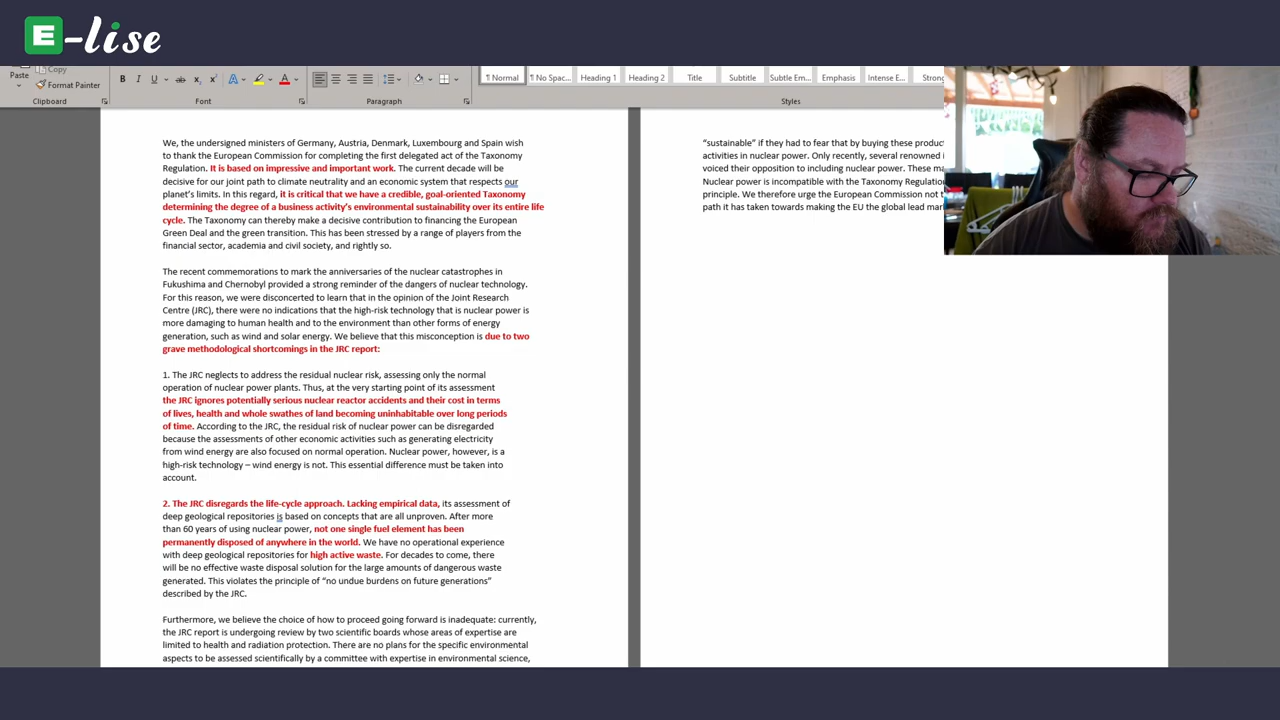 E-lise
Paste
Copy
Format Painter
B I U ab x₂ x² A A
¶ Normal ¶ No Spac... Heading 1 Heading 2 Title Subtitle Subtle Em... Emphasis Intense E... Strong
Clipboard Font Paragraph Styles
We, the undersigned ministers of Germany, Austria, Denmark, Luxembourg and Spain wish
to thank the European Commission for completing the first delegated act of the Taxonomy
Regulation. It is based on impressive and important work. The current decade will be
decisive for our joint path to climate neutrality and an economic system that respects our
planet's limits. In this regard, it is critical that we have a credible, goal-oriented Taxonomy
determining the degree of a business activity's environmental sustainability over its entire life
cycle. The Taxonomy can thereby make a decisive contribution to financing the European
Green Deal and the green transition. This has been stressed by a range of players from the
financial sector, academia and civil society, and rightly so.
The recent commemorations to mark the anniversaries of the nuclear catastrophes in
Fukushima and Chernobyl provided a strong reminder of the dangers of nuclear technology.
For this reason, we were disconcerted to learn that in the opinion of the Joint Research
Centre (JRC), there were no indications that the high-risk technology that is nuclear power is
more damaging to human health and to the environment than other forms of energy
generation, such as wind and solar energy. We believe that this misconception is due to two
grave methodological shortcomings in the JRC report:
1. The JRC neglects to address the residual nuclear risk, assessing only the normal
operation of nuclear power plants. Thus, at the very starting point of its assessment
the JRC ignores potentially serious nuclear reactor accidents and their cost in terms
of lives, health and whole swathes of land becoming uninhabitable over long periods
of time. According to the JRC, the residual risk of nuclear power can be disregarded
because the assessments of other economic activities such as generating electricity
from wind energy are also focused on normal operation. Nuclear power, however, is a
high-risk technology – wind energy is not. This essential difference must be taken into
account.
2. The JRC disregards the life-cycle approach. Lacking empirical data, its assessment of
deep geological repositories is based on concepts that are all unproven. After more
than 60 years of using nuclear power, not one single fuel element has been
permanently disposed of anywhere in the world. We have no operational experience
with deep geological repositories for high active waste. For decades to come, there
will be no effective waste disposal solution for the large amounts of dangerous waste
generated. This violates the principle of "no undue burdens on future generations"
described by the JRC.
Furthermore, we believe the choice of how to proceed going forward is inadequate: currently,
the JRC report is undergoing review by two scientific boards whose areas of expertise are
limited to health and radiation protection. There are no plans for the specific environmental
aspects to be assessed scientifically by a committee with expertise in environmental science,
"sustainable" if they had to fear that by buying these produc
activities in nuclear power. Only recently, several renowned i
voiced their opposition to including nuclear power. These ma
Nuclear power is incompatible with the Taxonomy Regulation
principle. We therefore urge the European Commission not t
path it has taken towards making the EU the global lead mar